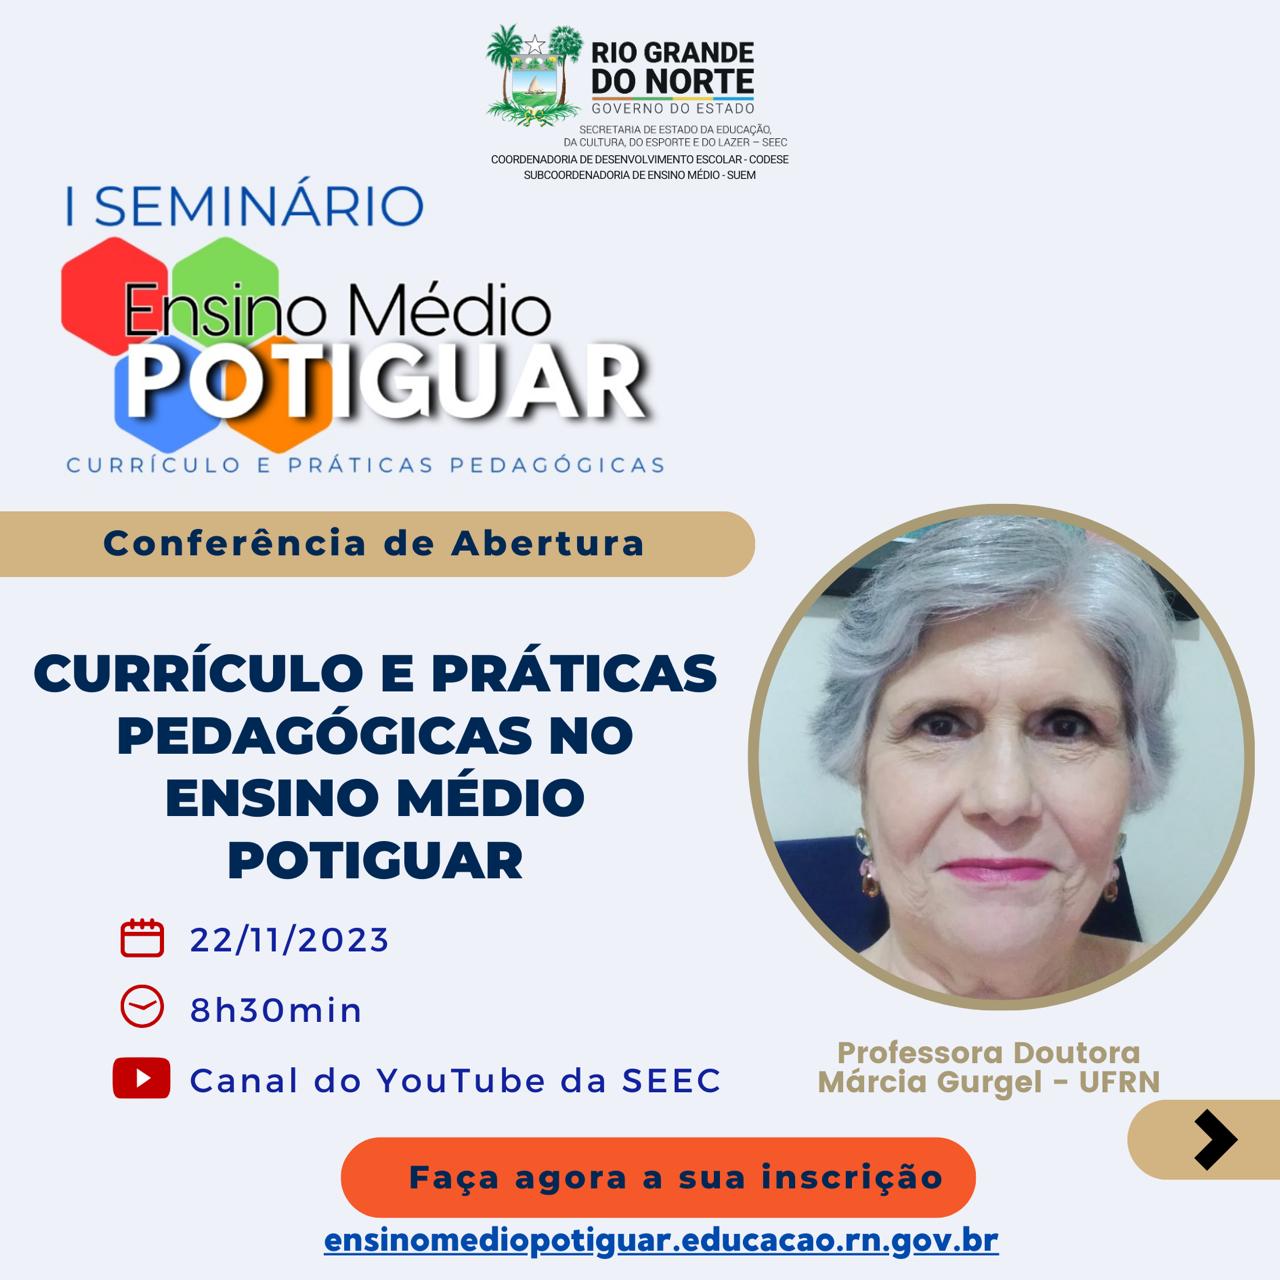 RIO GRANDE
DO NORTE
GOVERNO DO ESTADO
SECRETARIA DE ESTADO DA EDUCAÇÃO,
DA CULTURA, DO ESPORTE E DO LAZER – SEEC
COORDENADORIA DE DESENVOLVIMENTO ESCOLAR - CODESE
SUBCOORDENADORIA DE ENSINO MÉDIO - SUEM
I SEMINÁRIO
Ensino Médio
POTIGUAR
CURRÍCULO E PRÁTICAS PEDAGÓGICAS
Conferência de Abertura
CURRÍCULO E PRÁTICAS
PEDAGÓGICAS NO
ENSINO MÉDIO
POTIGUAR
22/11/2023
8h30min
Canal do YouTube da SEEC
Professora Doutora
Márcia Gurgel - UFRN
Faça agora a sua inscrição
ensinomediopotiguar.educacao.rn.gov.br